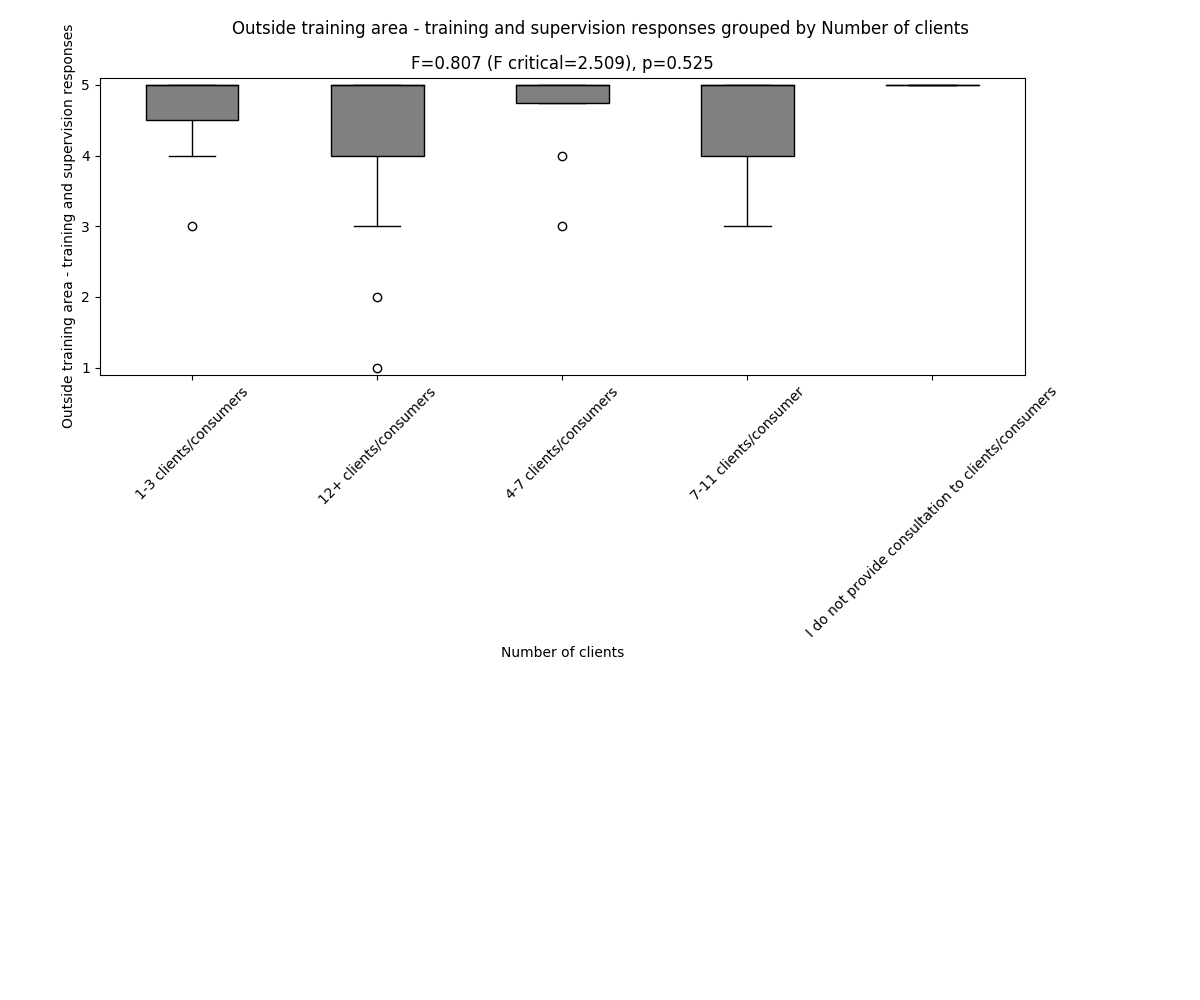 Outside training area - training and supervision responses grouped by Number of clients
F=0.807 (F critical=2.509), p=0.525
Outside training area - training and supervision responses
5
4
3
2
1
1-3 clients/consumers
12+ clients/consumers
4-7 clients/consumers
7-11 clients/consumer
I do not provide consultation to clients/consumers
Number of clients